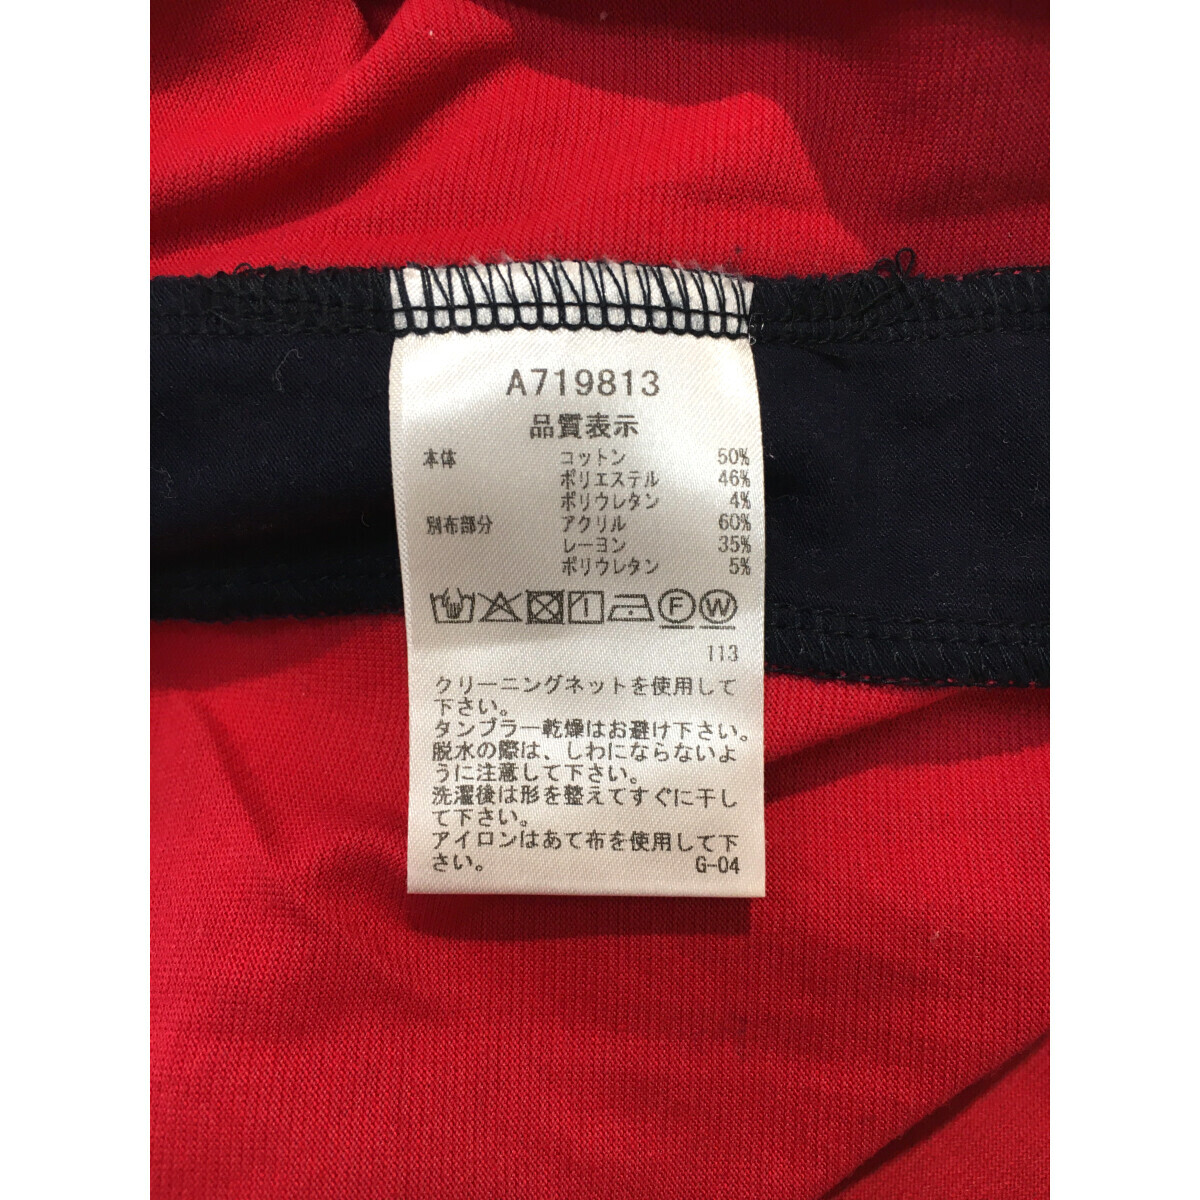 A719813
品質表示
本体 コットン 50%
ポリエステル 46%
ポリウレタン 4%
別布部分 アクリル 60%
レーヨン 35%
ポリウレタン 5%
F W
113
クリーニングネットを使用して
下さい。
タンブラー乾燥はお避け下さい。
脱水の際は、しわにならないよ
うに注意して下さい。
洗濯後は形を整えてすぐに干し
て下さい。
アイロンはあて布を使用して下
さい。 G-04